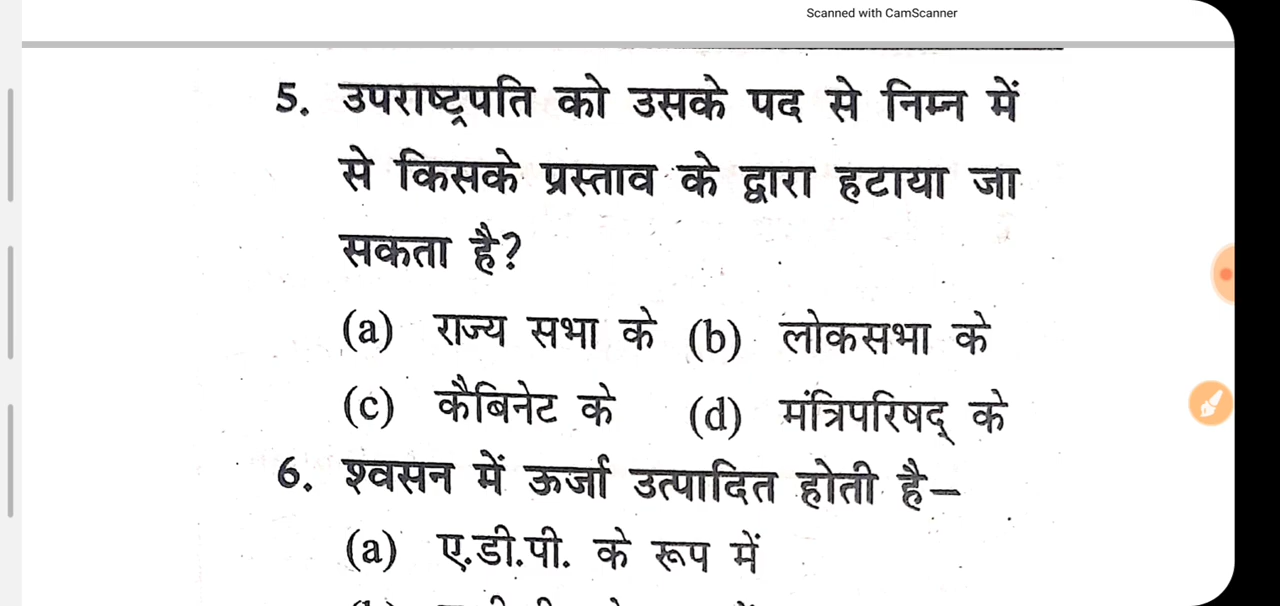 Scanned with CamScanner
5. उपराष्ट्रपति को उसके पद से निम्न में
से किसके प्रस्ताव के द्वारा हटाया जा
सकता है?
(a) राज्य सभा के (b) लोकसभा के
(c) कैबिनेट के (d) मंत्रिपरिषद् के
6. श्वसन में ऊर्जा उत्पादित होती है–
(a) ए.डी.पी. के रूप में